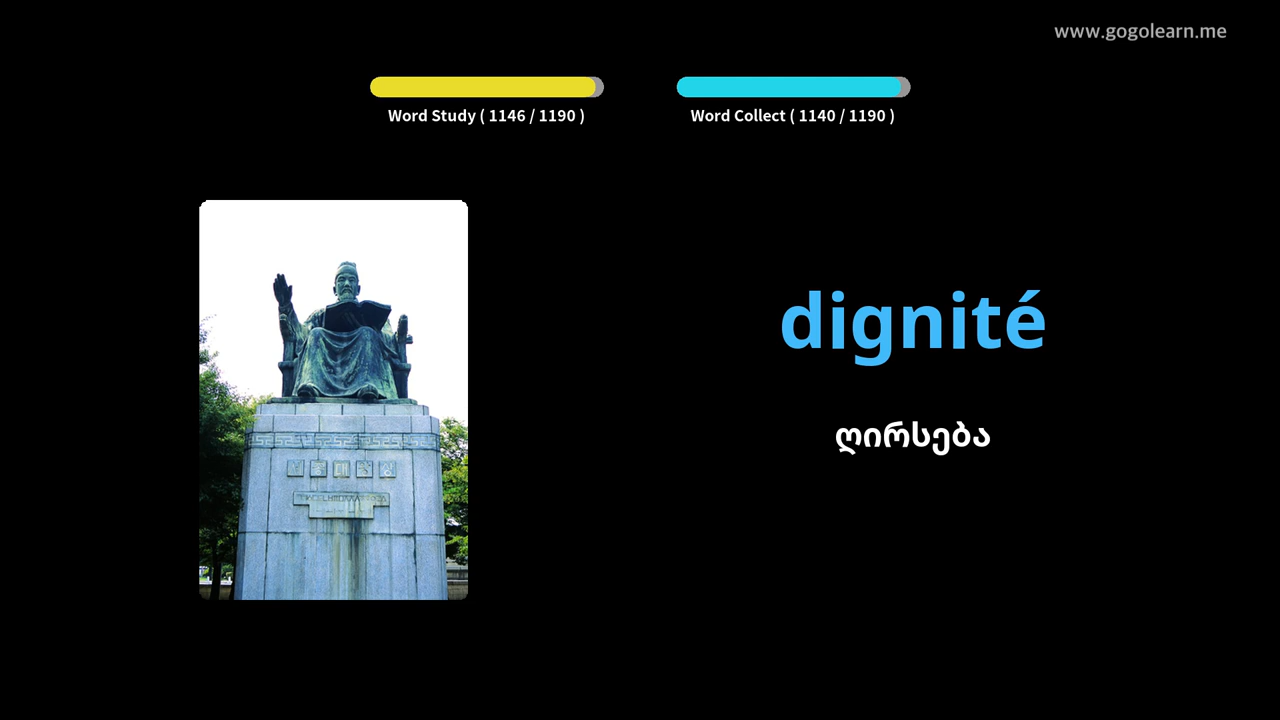 www.gogolearn.me
Word Study ( 1146 / 1190 )
Word Collect ( 1140 / 1190 )
dignité
ღირსება